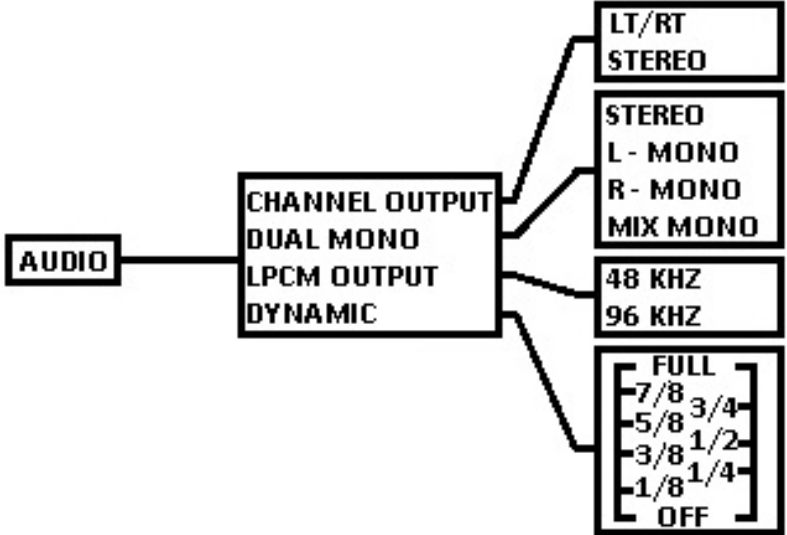 AUDIO
CHANNEL OUTPUT
DUAL MONO
LPCM OUTPUT
DYNAMIC
LT/RT
STEREO
STEREO
L - MONO
R - MONO
MIX MONO
48 KHZ
96 KHZ
FULL
7/8
3/4
5/8
1/2
3/8
1/4
1/8
OFF